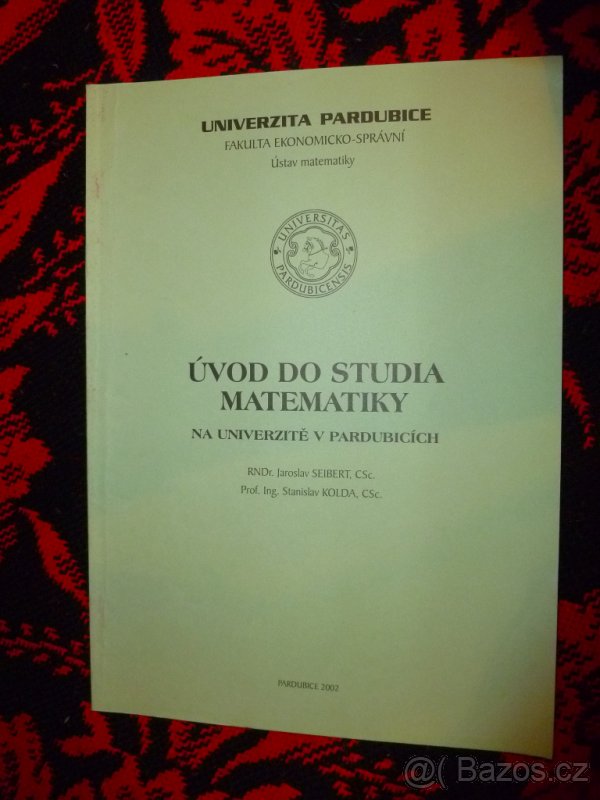 UNIVERZITA PARDUBICE
FAKULTA EKONOMICKO-SPRÁVNÍ
Ústav matematiky
UNIVERSITAS
PARDUBICENSIS
ÚVOD DO STUDIA
MATEMATIKY
NA UNIVERZITĚ V PARDUBICÍCH
RNDr. Jaroslav SEIBERT, CSc.
Prof. Ing. Stanislav KOLDA, CSc.
PARDUBICE 2002
@( Bazos.cz